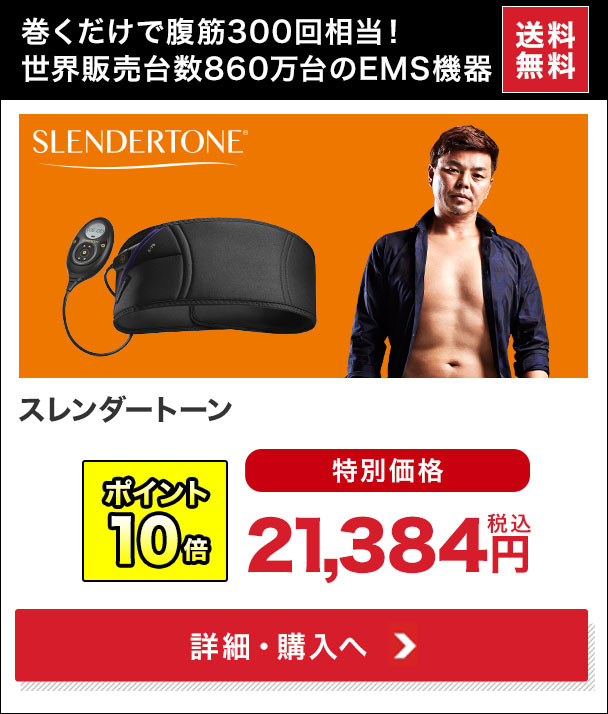 巻くだけで腹筋300回相当！
世界販売台数860万台のEMS機器
送料
無料
SLENDERTONE®
スレンダートーン
ポイント
10倍
特別価格
21,384円
税込
詳細・購入へ